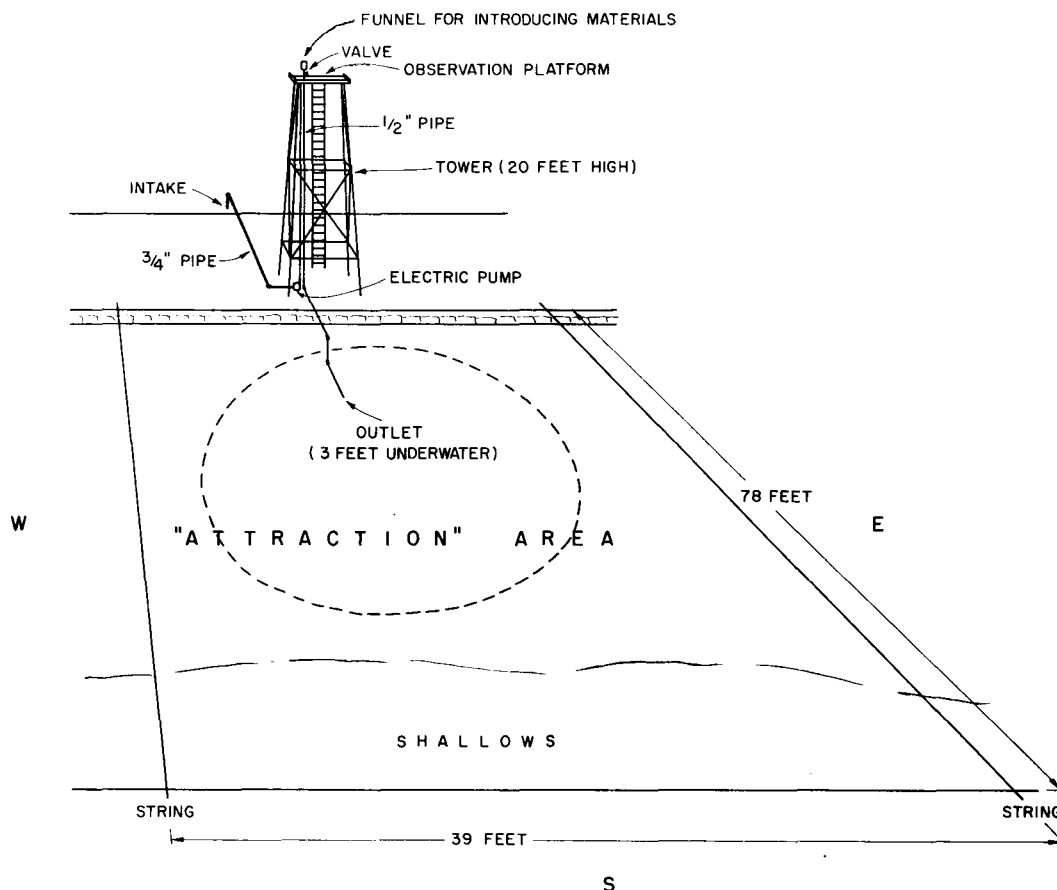 FUNNEL FOR INTRODUCING MATERIALS
VALVE
OBSERVATION PLATFORM
1/2" PIPE
TOWER (20 FEET HIGH)
INTAKE
3/4" PIPE
ELECTRIC PUMP
OUTLET
( 3 FEET UNDERWATER)
78 FEET
W
E
"ATTRACTION" AREA
SHALLOWS
STRING
STRING
39 FEET
S